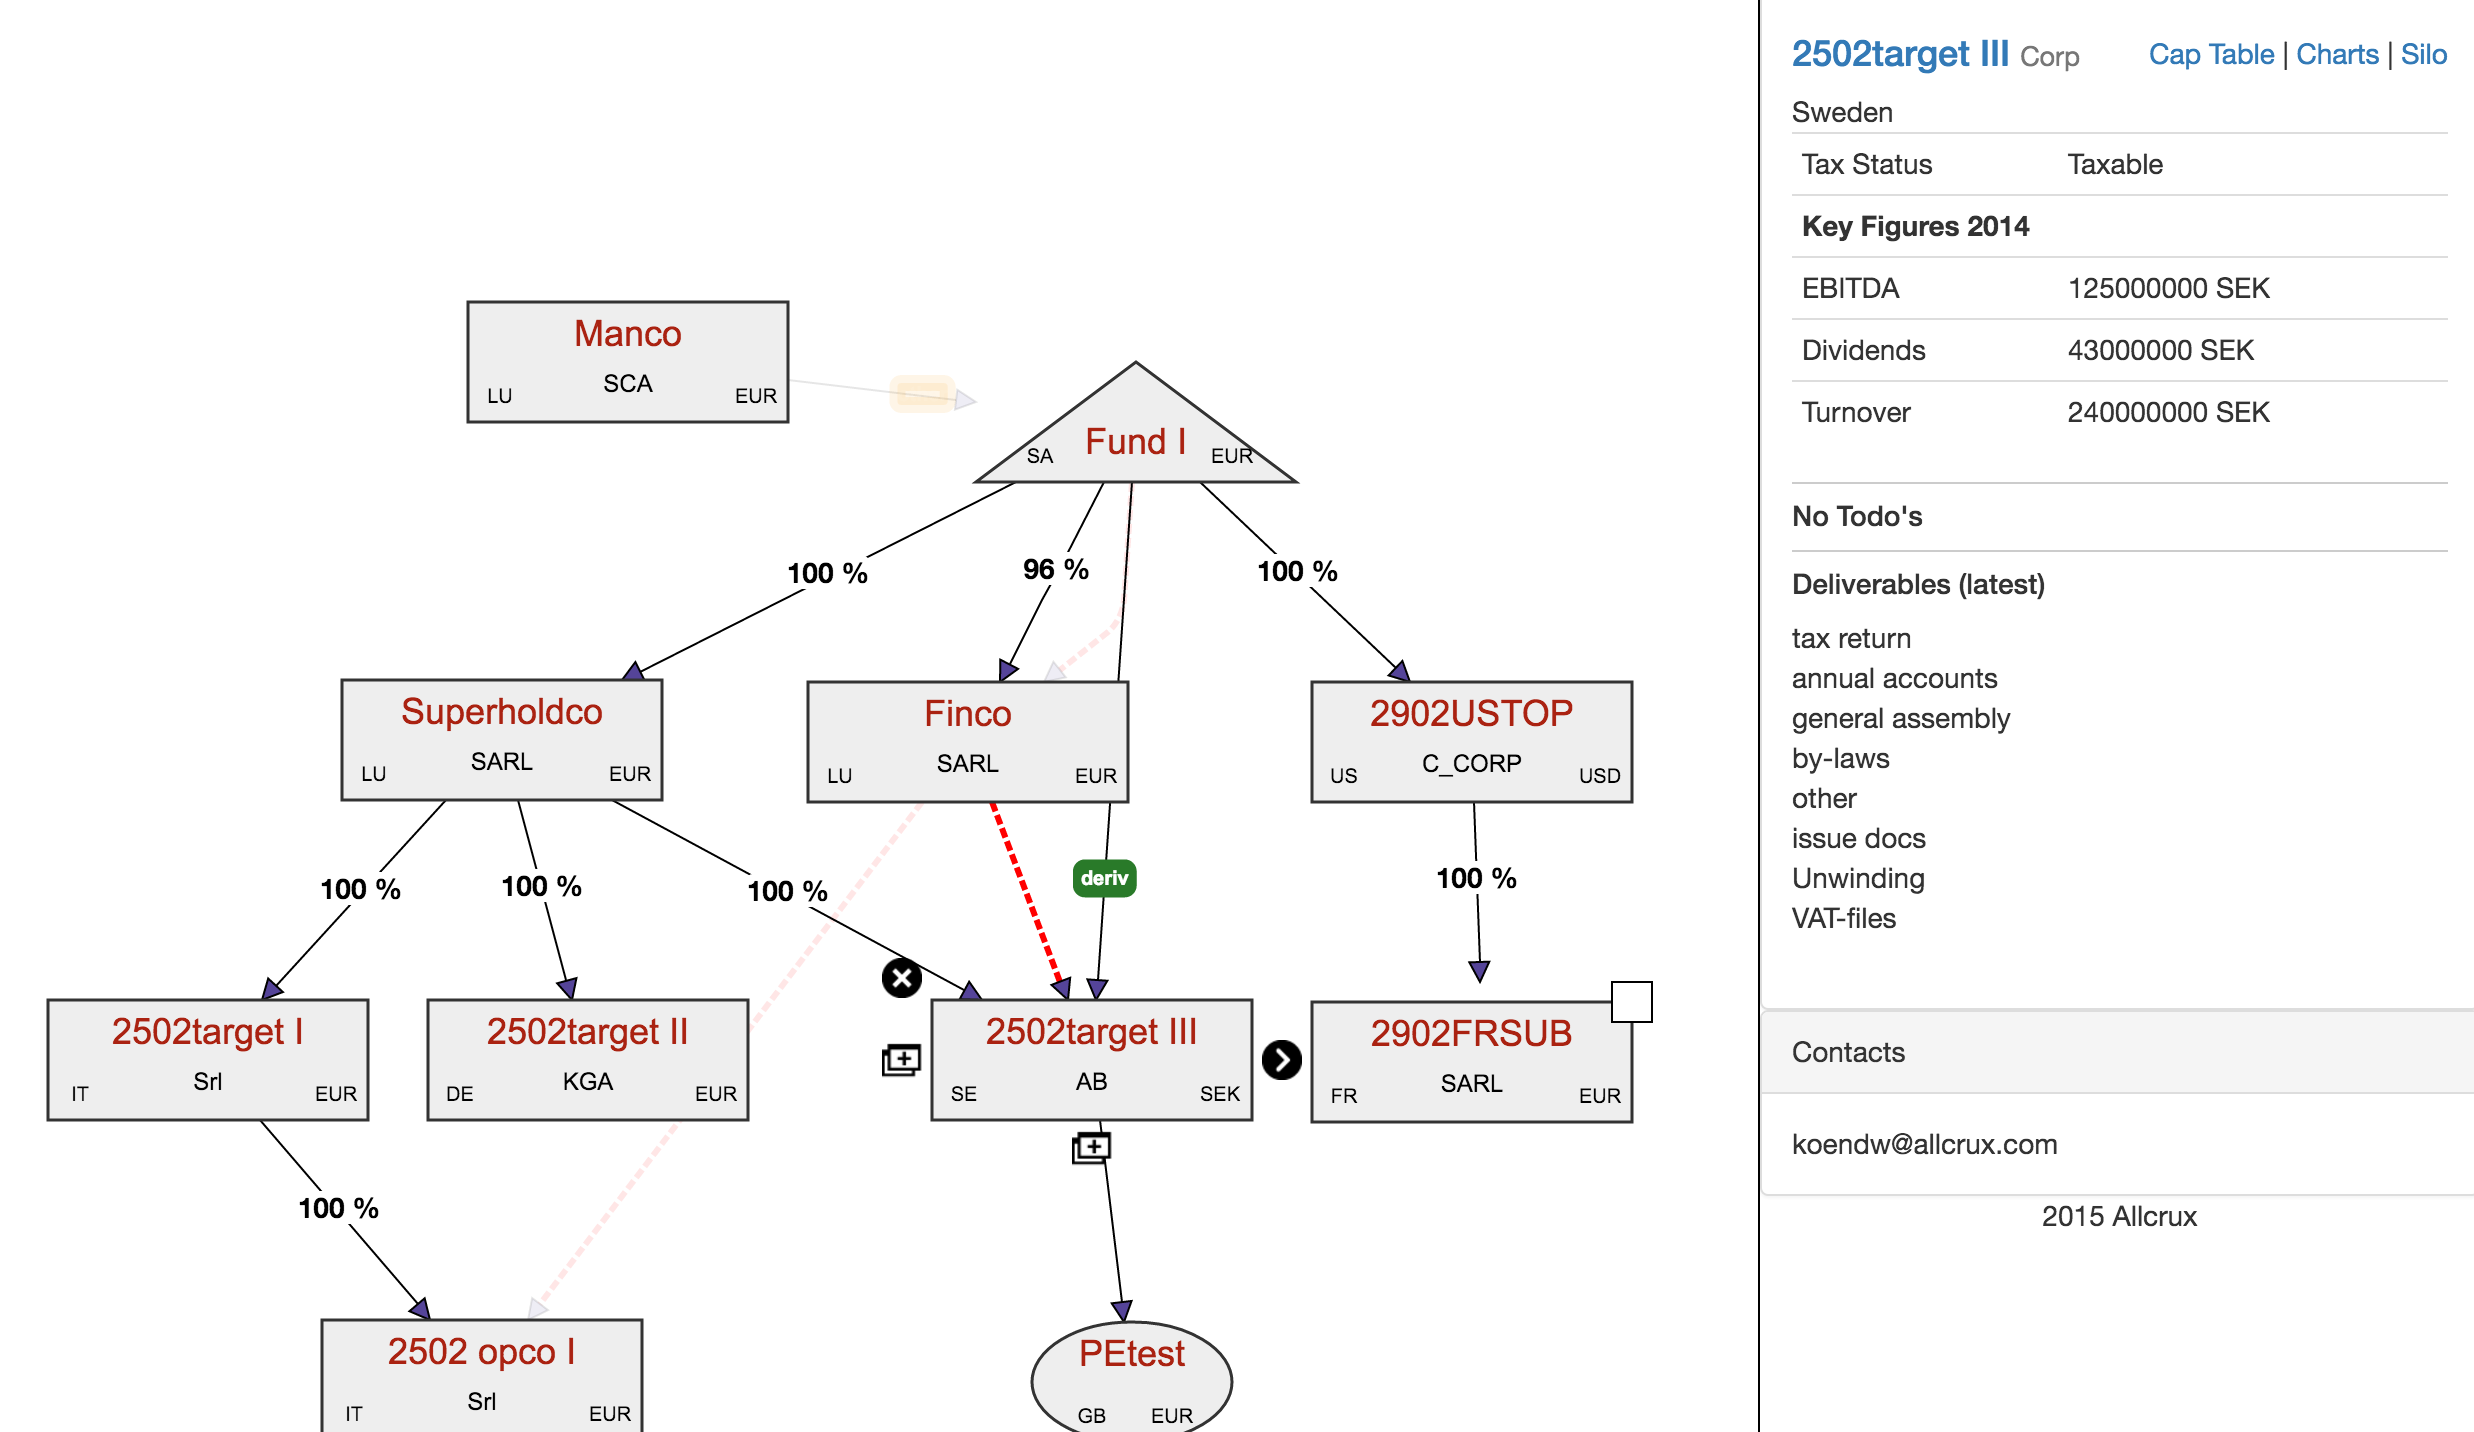 Manco
SCA
LU EUR
Fund I
SA EUR
100 %
96 %
100 %
Superholdco
SARL
LU EUR
Finco
SARL
LU EUR
2902USTOP
C_CORP
US USD
100 %
100 %
100 %
deriv
100 %
2502target I
Srl
IT EUR
2502target II
KGA
DE EUR
2502target III
AB
SE SEK
2902FRSUB
SARL
FR EUR
100 %
2502 opco I
Srl
IT EUR
PEtest
GB EUR
2502target III Corp Cap Table | Charts | Silo
Sweden
Tax Status Taxable
Key Figures 2014
EBITDA 125000000 SEK
Dividends 43000000 SEK
Turnover 240000000 SEK
No Todo's
Deliverables (latest)
tax return
annual accounts
general assembly
by-laws
other
issue docs
Unwinding
VAT-files
Contacts
koendw@allcrux.com
2015 Allcrux